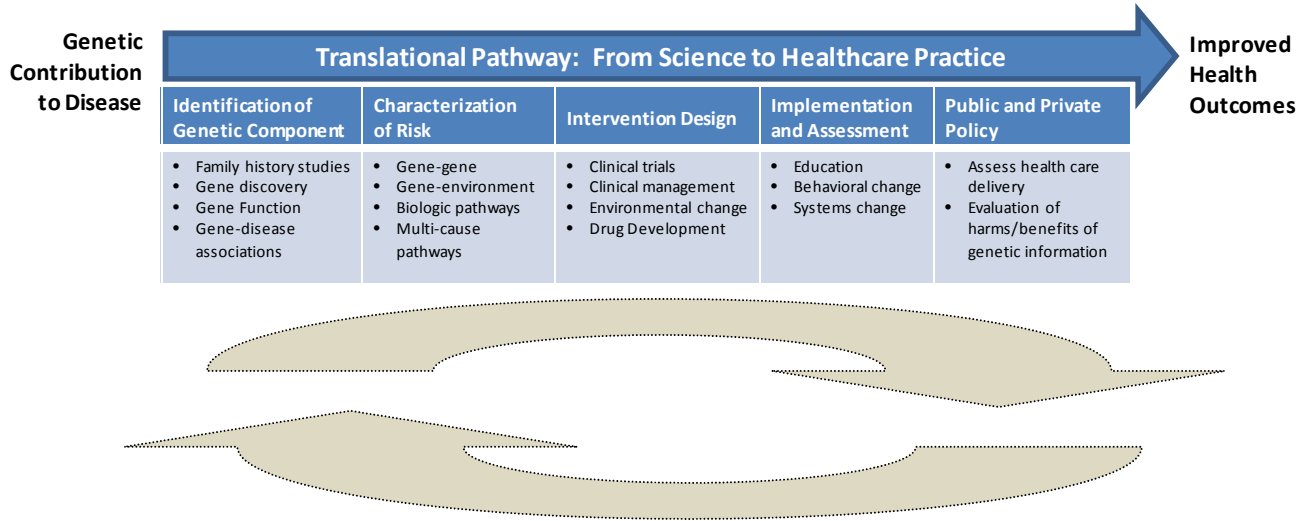 Genetic
Contribution
to Disease
Translational Pathway: From Science to Healthcare Practice
Improved
Health
Outcomes
Identification of
Genetic Component
• Family history studies
• Gene discovery
• Gene Function
• Gene-disease
associations
Characterization
of Risk
• Gene-gene
• Gene-environment
• Biologic pathways
• Multi-cause
pathways
Intervention Design
• Clinical trials
• Clinical management
• Environmental change
• Drug Development
Implementation
and Assessment
• Education
• Behavioral change
• Systems change
Public and Private
Policy
• Assess health care
delivery
• Evaluation of
harms/benefits of
genetic information